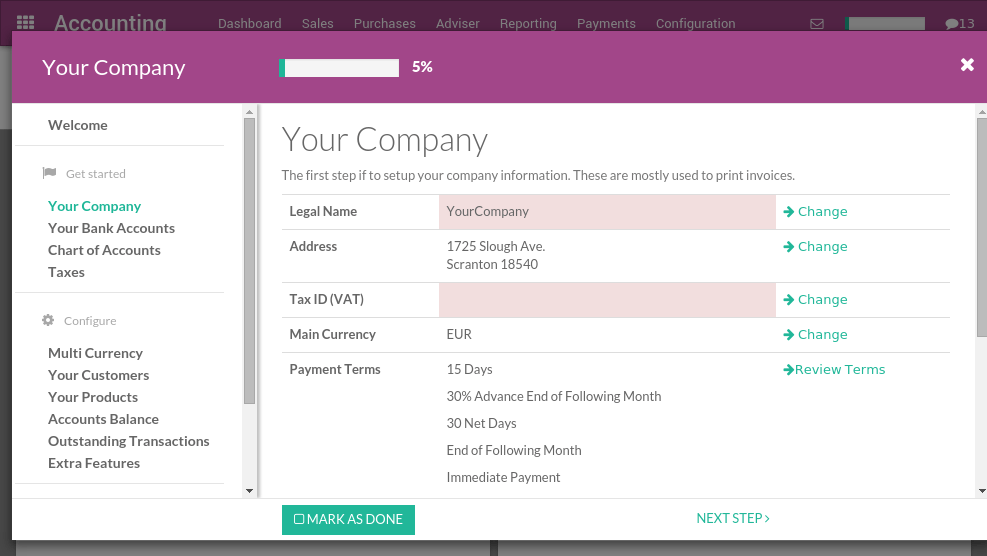 Accounting Dashboard Sales Purchases Adviser Reporting Payments Configuration 13
Your Company 5%
Welcome
Get started
Your Company
Your Bank Accounts
Chart of Accounts
Taxes
Configure
Multi Currency
Your Customers
Your Products
Accounts Balance
Outstanding Transactions
Extra Features
Your Company
The first step if to setup your company information. These are mostly used to print invoices.
Legal Name YourCompany Change
Address 1725 Slough Ave. Change
Scranton 18540
Tax ID (VAT) Change
Main Currency EUR Change
Payment Terms 15 Days Review Terms
30% Advance End of Following Month
30 Net Days
End of Following Month
Immediate Payment
MARK AS DONE NEXT STEP